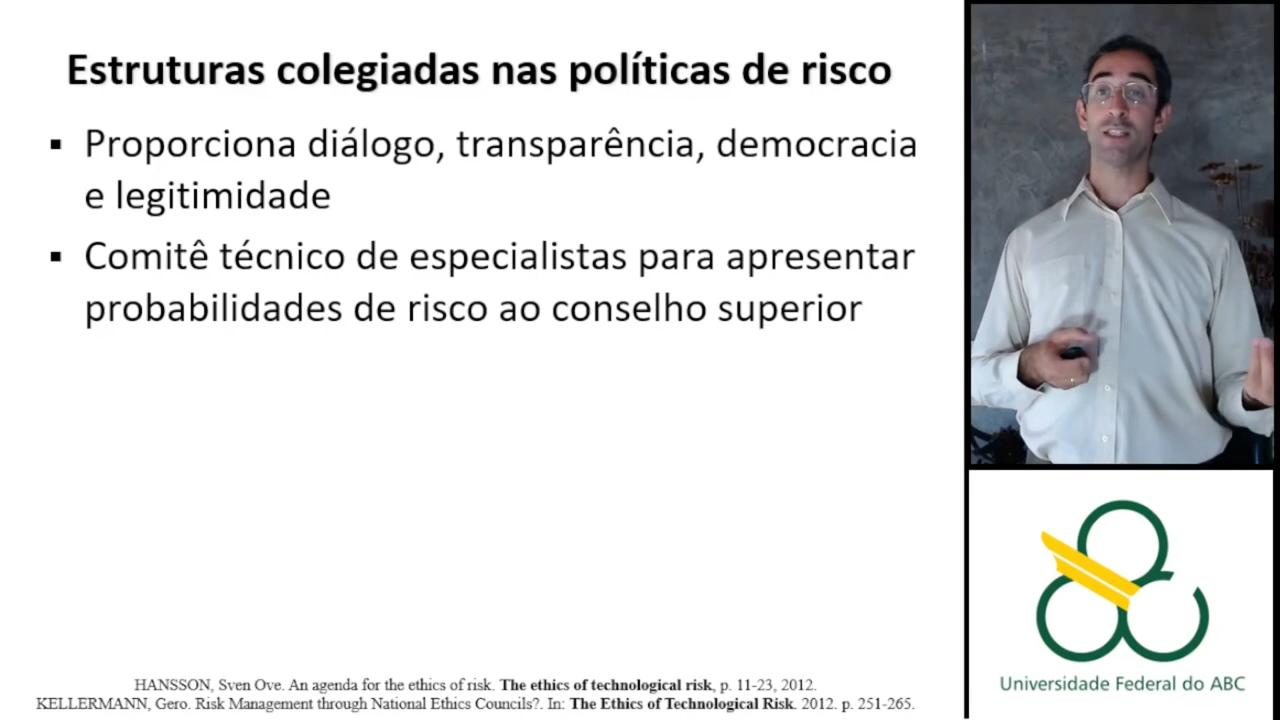 Estruturas colegiadas nas políticas de risco
▪ Proporciona diálogo, transparência, democracia
e legitimidade
▪ Comitê técnico de especialistas para apresentar
probabilidades de risco ao conselho superior
HANSSON, Sven Ove. An agenda for the ethics of risk. The ethics of technological risk, p. 11-23, 2012.
KELLERMANN, Gero. Risk Management through National Ethics Councils?. In: The Ethics of Technological Risk. 2012. p. 251-265.
Universidade Federal do ABC